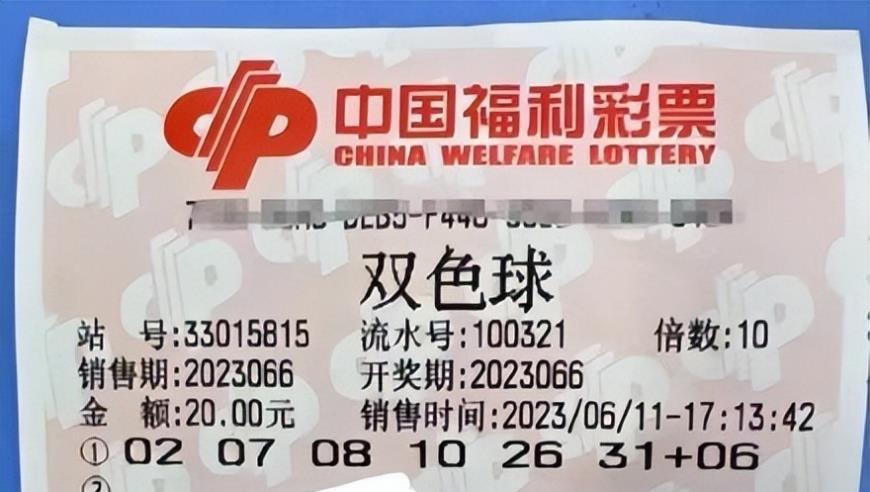 中国福利彩票
CHINA WELFARE LOTTERY
双色球
站 号:33015815 流水号:100321 倍数:10
销售期:2023066 开奖期:2023066
金 额:20.00元 销售时间:2023/06/11-17:13:42
① 02 07 08 10 26 31+06